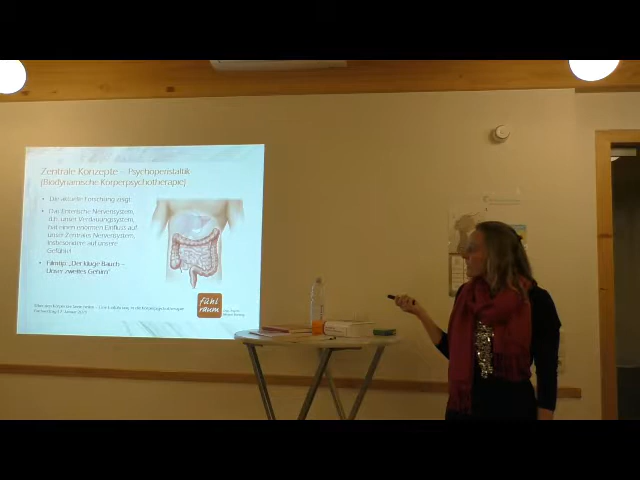 Zentrale Konzepte – Psychoperistaltik
(Biodynamische Körperpsychotherapie)
Die aktuelle Forschung zeigt
Das Enterische Nervensystem,
d.h. unser Verdauungssystem,
hat einen enormen Einfluss auf
unser Zentrales Nervensystem,
insbesondere auf unsere
Gefühle!
Filmtip: „Der kluge Bauch –
Unser zweites Gehirn"
fühl
raum